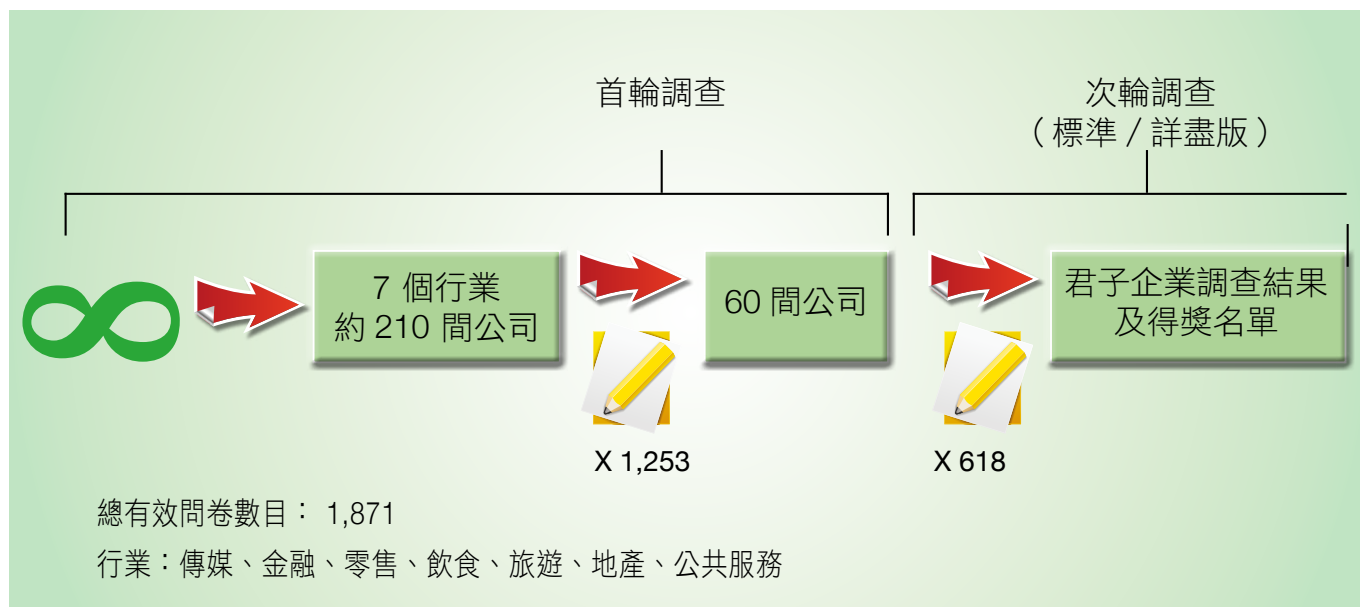 首輪調查
次輪調查
（標準 / 詳盡版）
7 個行業
約 210 間公司
60 間公司
君子企業調查結果
及得獎名單
X 1,253
X 618
總有效問卷數目： 1,871
行業：傳媒、金融、零售、飲食、旅遊、地產、公共服務